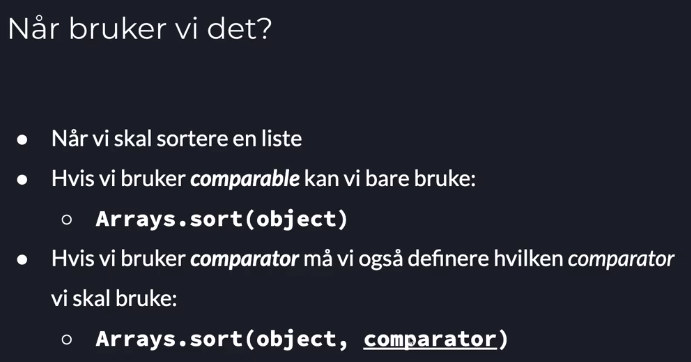 Når bruker vi det?
● Når vi skal sortere en liste
● Hvis vi bruker comparable kan vi bare bruke:
○ Arrays.sort(object)
● Hvis vi bruker comparator må vi også definere hvilken comparator
vi skal bruke:
○ Arrays.sort(object, comparator)